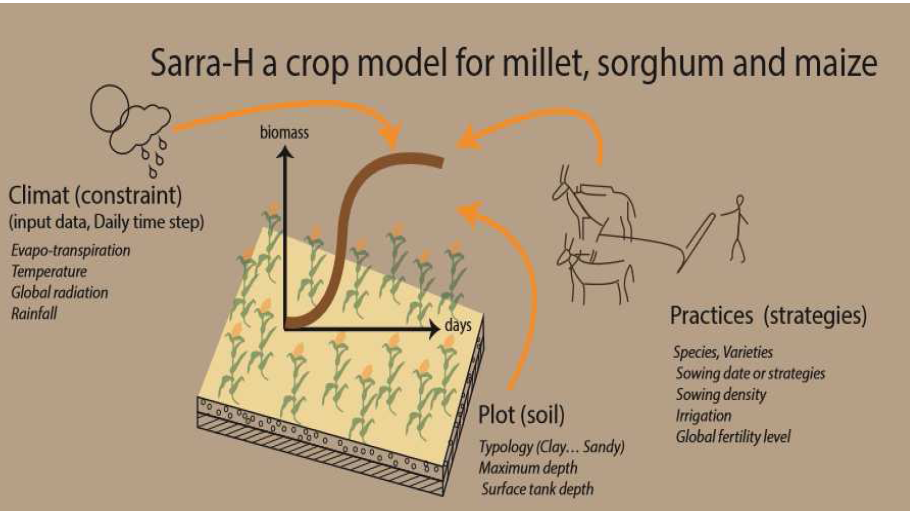 Sarra-H a crop model for millet, sorghum and maize
biomass
days
Climat (constraint)
(input data, Daily time step)
Evapo-transpiration
Temperature
Global radiation
Rainfall
Plot (soil)
Typology (Clay... Sandy)
Maximum depth
Surface tank depth
Practices (strategies)
Species, Varieties
Sowing date or strategies
Sowing density
Irrigation
Global fertility level